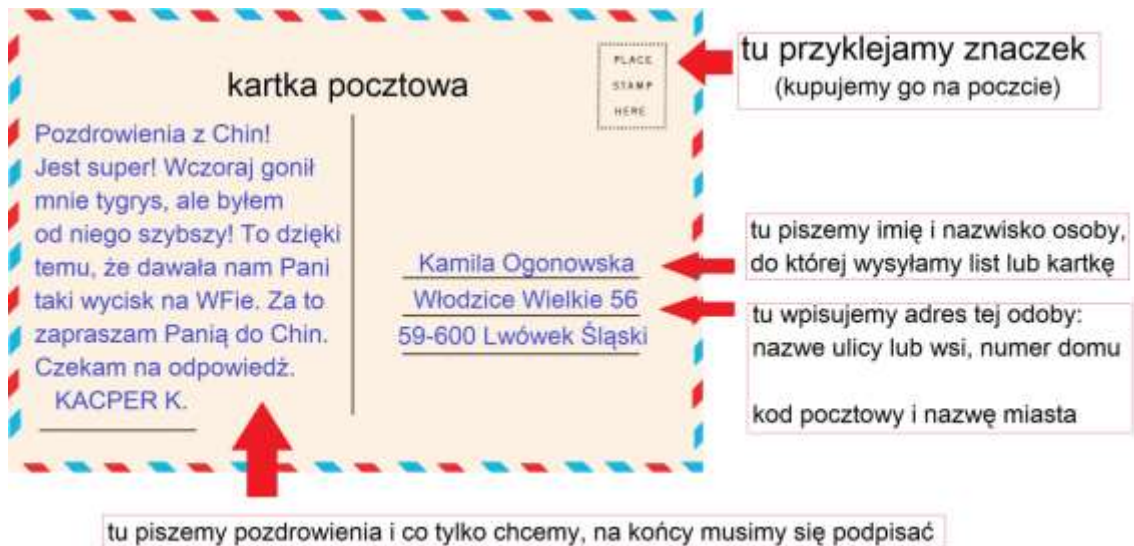 kartka pocztowa
PLACE
STAMP
HERE
tu przyklejamy znaczek
(kupujemy go na poczcie)
Pozdrowienia z Chin!
Jest super! Wczoraj gonił
mnie tygrys, ale byłem
od niego szybszy! To dzięki
temu, że dawała nam Pani
taki wycisk na WFie. Za to
zapraszam Panią do Chin.
Czekam na odpowiedż.
KACPER K.
Kamila Ogonowska
Włodzice Wielkie 56
59-600 Lwówek Śląski
tu piszemy imię i nazwisko osoby,
do której wysyłamy list lub kartkę
tu wpisujemy adres tej odoby:
nazwe ulicy lub wsi, numer domu
kod pocztowy i nazwę miasta
tu piszemy pozdrowienia i co tylko chcemy, na końcy musimy się podpisać